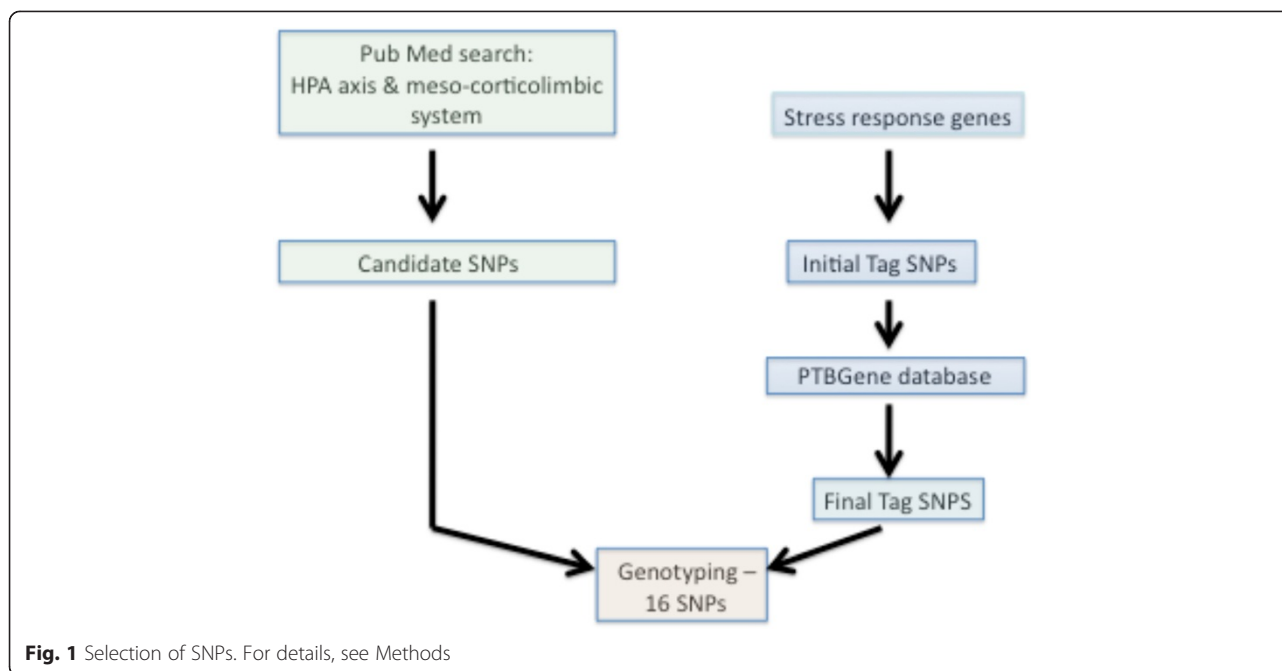 Pub Med search:
HPA axis & meso-corticolimbic
system
Stress response genes
Candidate SNPs
Initial Tag SNPs
PTBGene database
Final Tag SNPS
Genotyping –
16 SNPs
Fig. 1 Selection of SNPs. For details, see Methods